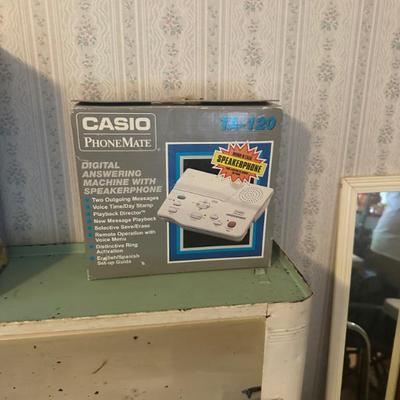 CASIO
PHONEMATE®
TA-120
DIGITAL
ANSWERING
MACHINE WITH
SPEAKERPHONE
• Two Outgoing Messages
• Voice Time/Day Stamp
• Playback Director™
• New Message Playback
• Selective Save/Erase
• Remote Operation with
Voice Menu
• Distinctive Ring
Activation
• English/Spanish
Set-up Guide
SPEAKERPHONE